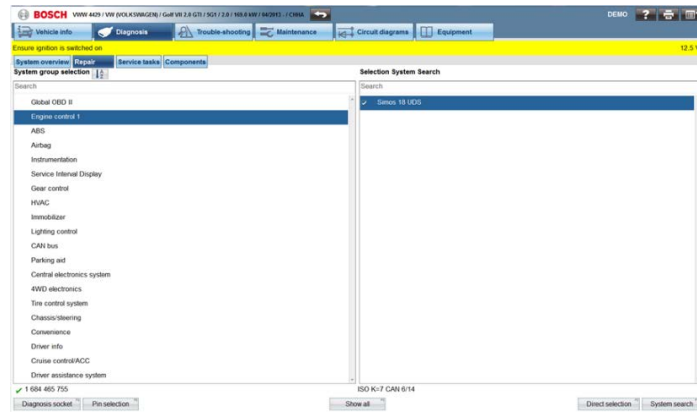 BOSCH VWW 4429 / VW (VOLKSWAGEN) / Golf VII 2.0 GTI / 5G1 / 2.0 / 169.0 kW / 04/2013 - / CHHA DEMO ?
Vehicle info Diagnosis Trouble-shooting Maintenance Circuit diagrams Equipment
Ensure ignition is switched on 12.5 V
System overview Repair Service tasks Components
System group selection Selection System Search
Search Search
Global OBD II ✓ Simos 18 UDS
Engine control 1
ABS
Airbag
Instrumentation
Service Interval Display
Gear control
HVAC
Immobilizer
Lighting control
CAN bus
Parking aid
Central electronics system
4WD electronics
Tire control system
Chassis/steering
Convenience
Driver info
Cruise control/ACC
Driver assistance system
✓ 1 684 465 755 ISO K=7 CAN 6/14
Diagnosis socket Pin selection Show all Direct selection System search